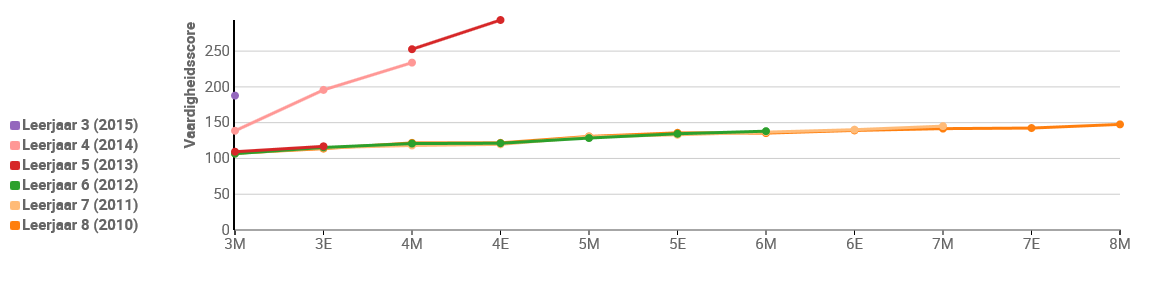 Vaardigheidsscore
250
200
150
100
50
0
3M 3E 4M 4E 5M 5E 6M 6E 7M 7E 8M
Leerjaar 3 (2015)
Leerjaar 4 (2014)
Leerjaar 5 (2013)
Leerjaar 6 (2012)
Leerjaar 7 (2011)
Leerjaar 8 (2010)